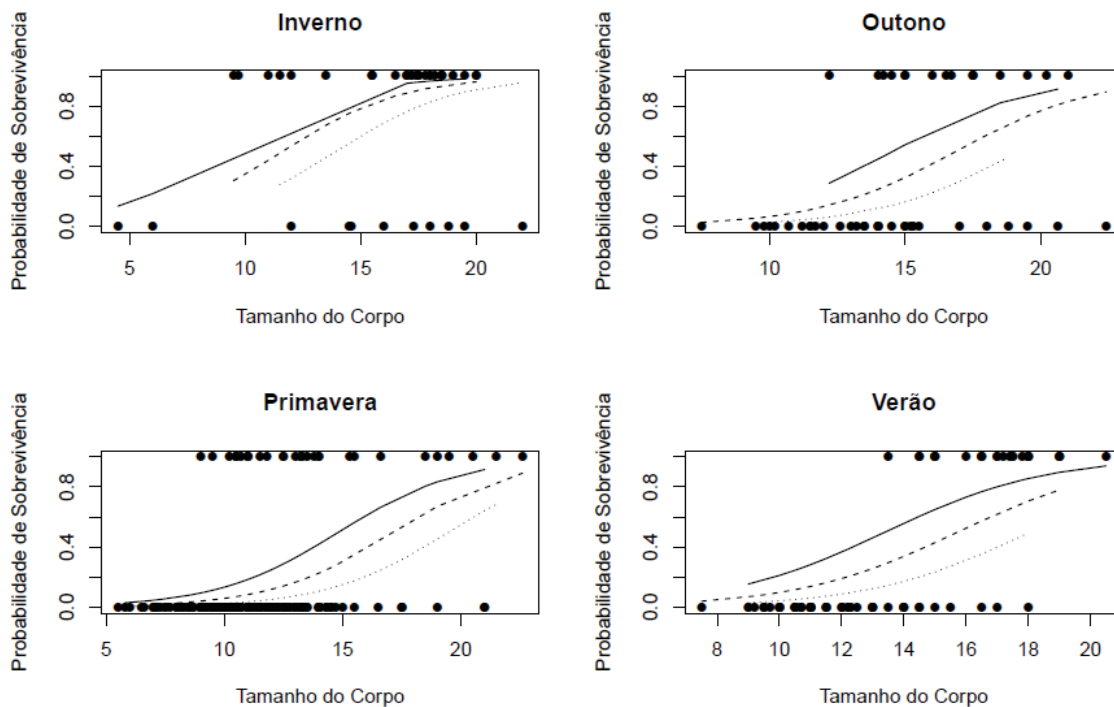 Inverno
Probabilidade de Sobrevivência
0.8
0.4
0.0
5 10 15 20
Tamanho do Corpo
Outono
Probabilidade de Sobrevivência
0.8
0.4
0.0
10 15 20
Tamanho do Corpo
Primavera
Probabilidade de Sobrevivência
0.8
0.4
0.0
5 10 15 20
Tamanho do Corpo
Verão
Probabilidade de Sobrevivência
0.8
0.4
0.0
8 10 12 14 16 18 20
Tamanho do Corpo